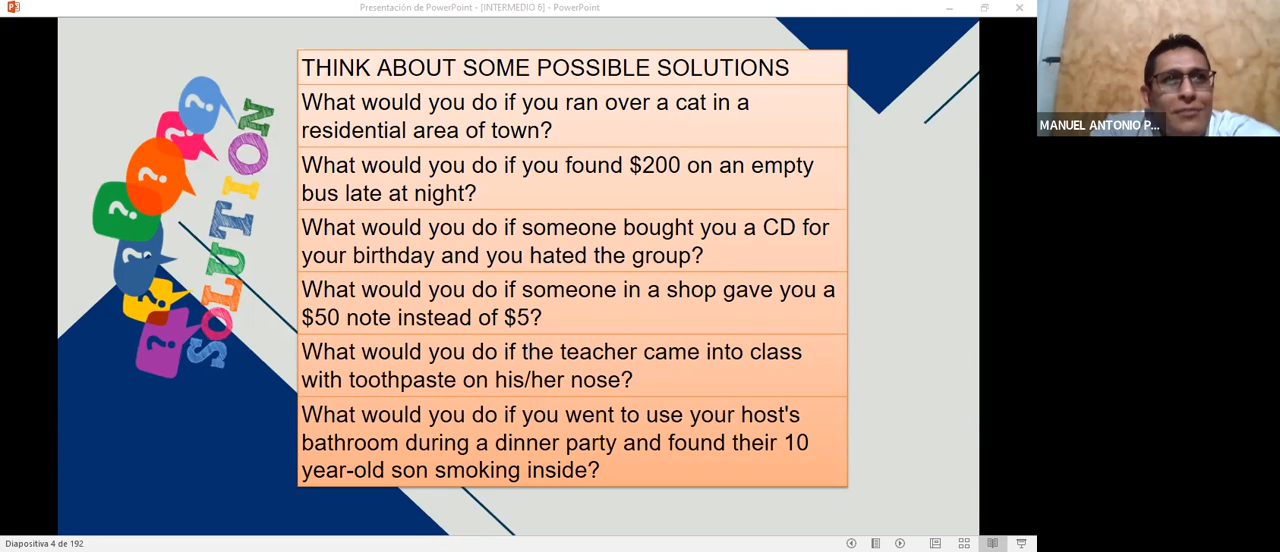 Presentación de PowerPoint - [INTERMEDIO 6] - PowerPoint
THINK ABOUT SOME POSSIBLE SOLUTIONS
What would you do if you ran over a cat in a
residential area of town?
What would you do if you found $200 on an empty
bus late at night?
What would you do if someone bought you a CD for
your birthday and you hated the group?
What would you do if someone in a shop gave you a
$50 note instead of $5?
What would you do if the teacher came into class
with toothpaste on his/her nose?
What would you do if you went to use your host's
bathroom during a dinner party and found their 10
year-old son smoking inside?
SOLUTION
MANUEL ANTONIO P...
Diapositiva 4 de 192